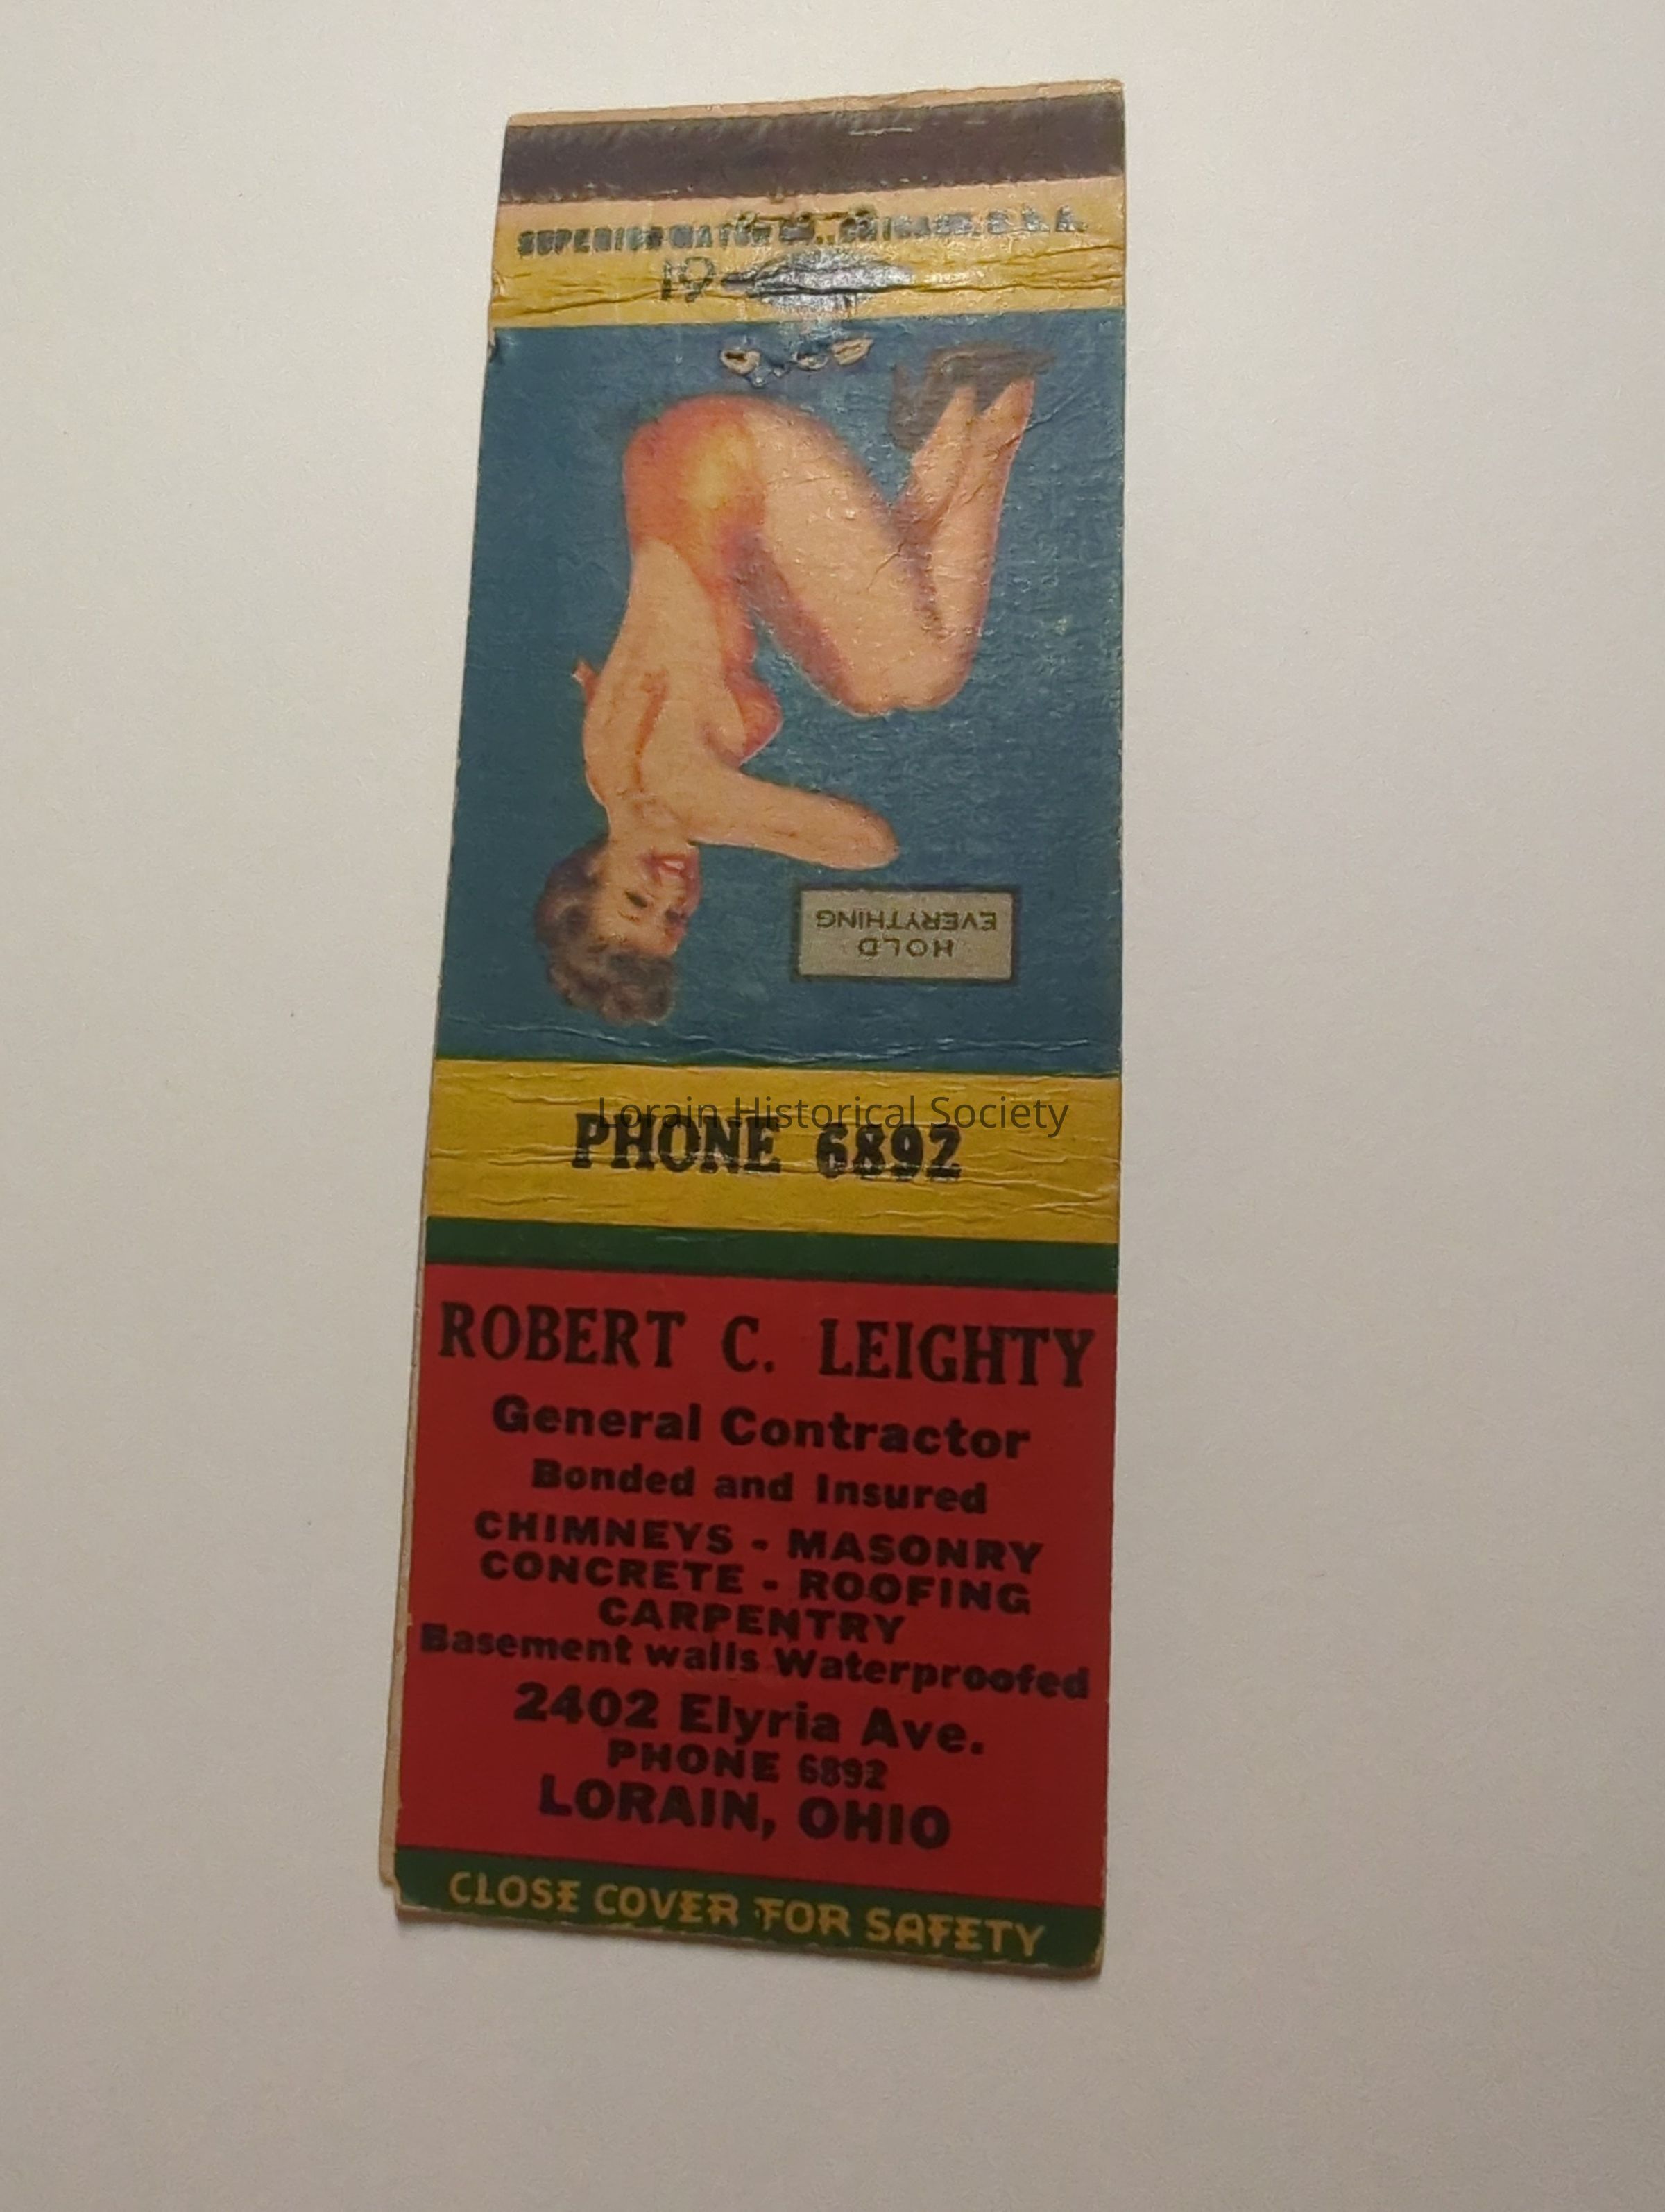 SUPERIOR MATCH CO., CHICAGO, U.S.A.
19
HOLD
EVERYTHING
Lorain Historical Society
PHONE 6892
ROBERT C. LEIGHTY
General Contractor
Bonded and Insured
CHIMNEYS - MASONRY
CONCRETE - ROOFING
CARPENTRY
Basement walls Waterproofed
2402 Elyria Ave.
PHONE 6892
LORAIN, OHIO
CLOSE COVER FOR SAFETY